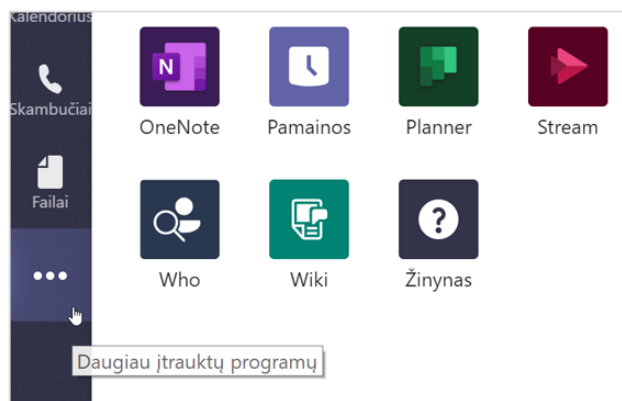 Kalendorius
Skambučiai
Failai
N
OneNote
Pamainos
Planner
Stream
Who
Wiki
Žinynas
Daugiau įtrauktų programų